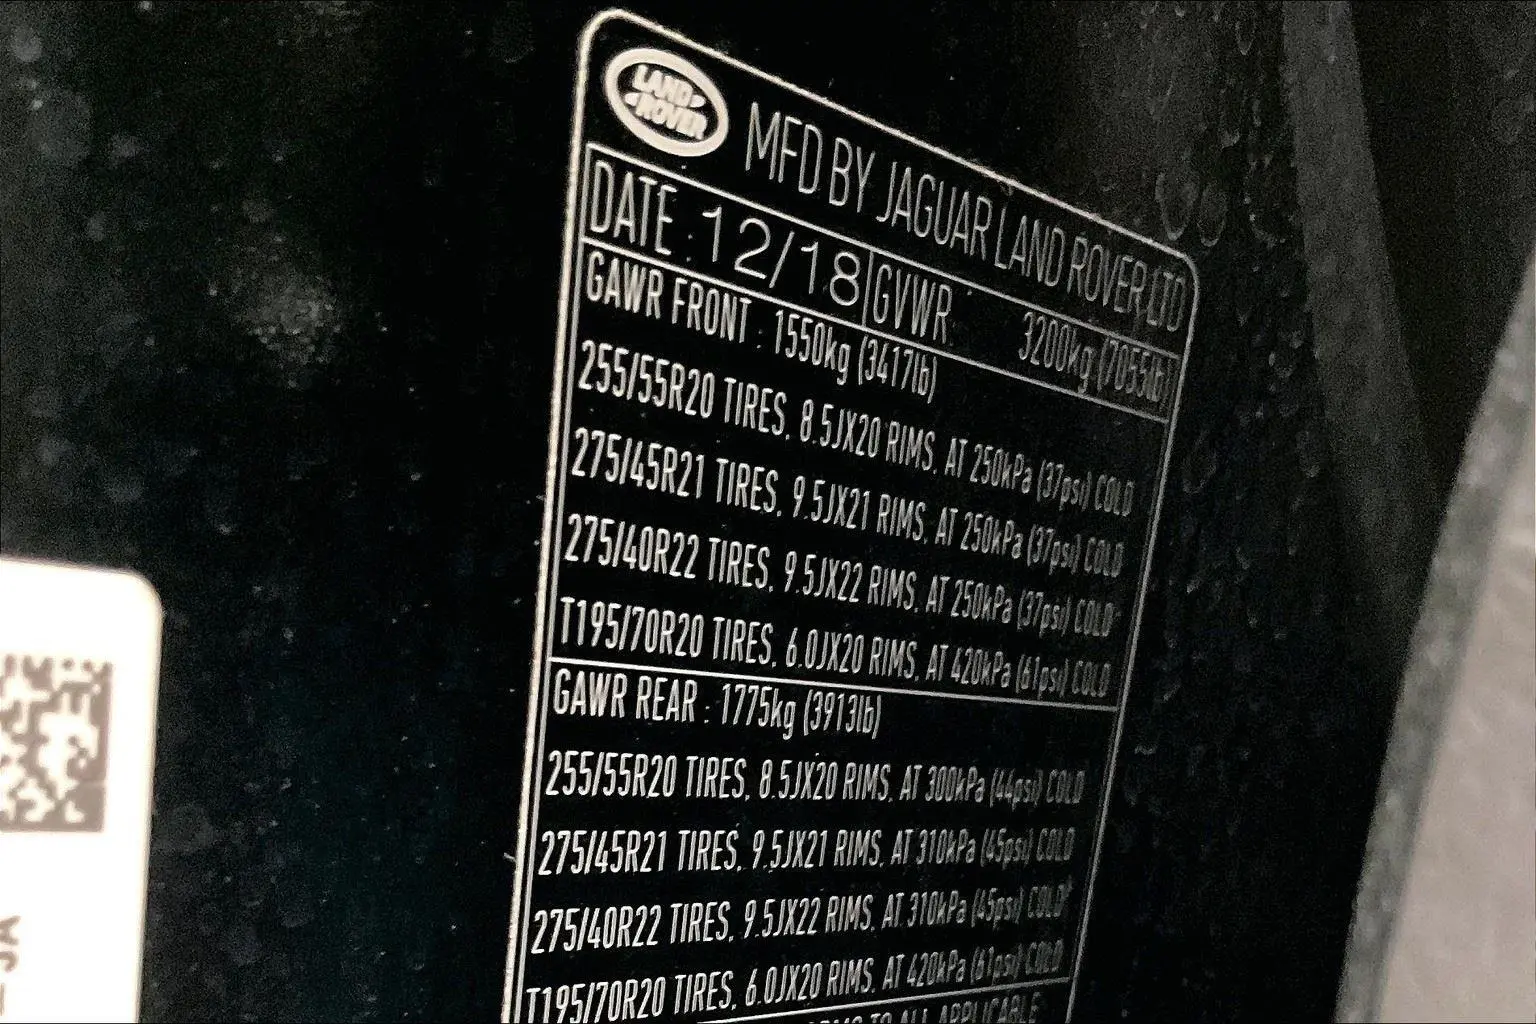 LAND ROVER
MFD BY JAGUAR LAND ROVER LTD
DATE : 12/18 GVWR: 3200kg (7055lb)
GAWR FRONT : 1550kg (3417lb)
255/55R20 TIRES, 8.5JX20 RIMS, AT 250kPa (37psi) COLD
275/45R21 TIRES, 9.5JX21 RIMS, AT 250kPa (37psi) COLD
275/40R22 TIRES, 9.5JX22 RIMS, AT 250kPa (37psi) COLD
T195/70R20 TIRES, 6.0JX20 RIMS, AT 420kPa (61psi) COLD
GAWR REAR : 1775kg (3913lb)
255/55R20 TIRES, 8.5JX20 RIMS, AT 300kPa (44psi) COLD
275/45R21 TIRES, 9.5JX21 RIMS, AT 310kPa (45psi) COLD
275/40R22 TIRES, 9.5JX22 RIMS, AT 310kPa (45psi) COLD
T195/70R20 TIRES, 6.0JX20 RIMS, AT 420kPa (61psi) COLD
TO ALL APPLICABLE